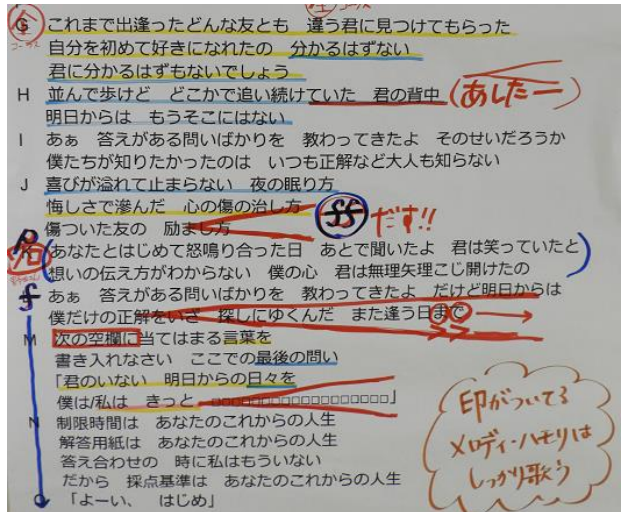 全
G これまで出逢ったどんな友とも 違う君に見つけてもらった
自分を初めて好きになれたの 分かるはずない
君に分かるはずもないでしょう
H 並んで歩けど どこかで追い続けていた 君の背中 (あしたー)
明日からは もうそこにはない
I あぁ 答えがある問いばかりを 教わってきたよ そのせいだろうか
僕たちが知りたかったのは いつも正解など大人も知らない
J 喜びが溢れて止まらない 夜の眠り方
悔しさで滲んだ 心の傷の治し方 ff だす!!
傷ついた友の 励まし方
p (あなたとはじめて怒鳴り合った日 あとで聞いたよ 君は笑っていたと
想いの伝え方がわからない 僕の心 君は無理矢理こじ開けたの)
f あぁ 答えがある問いばかりを 教わってきたよ だけど明日からは
僕だけの正解をいざ 探しにゆくんだ また逢う日まで
M 次の空欄に当てはまる言葉を
書き入れなさい ここでの最後の問い
「君のいない 明日からの日々を
僕は/私は きっと □□□□□□□□□□□□□□□□□□」
N 制限時間は あなたのこれからの人生
解答用紙は あなたのこれからの人生
答え合わせの 時に私はもういない
だから 採点基準は あなたのこれからの人生
O 「よーい、 はじめ」
印がついてる
メロディ・ハモリは
しっかり歌う